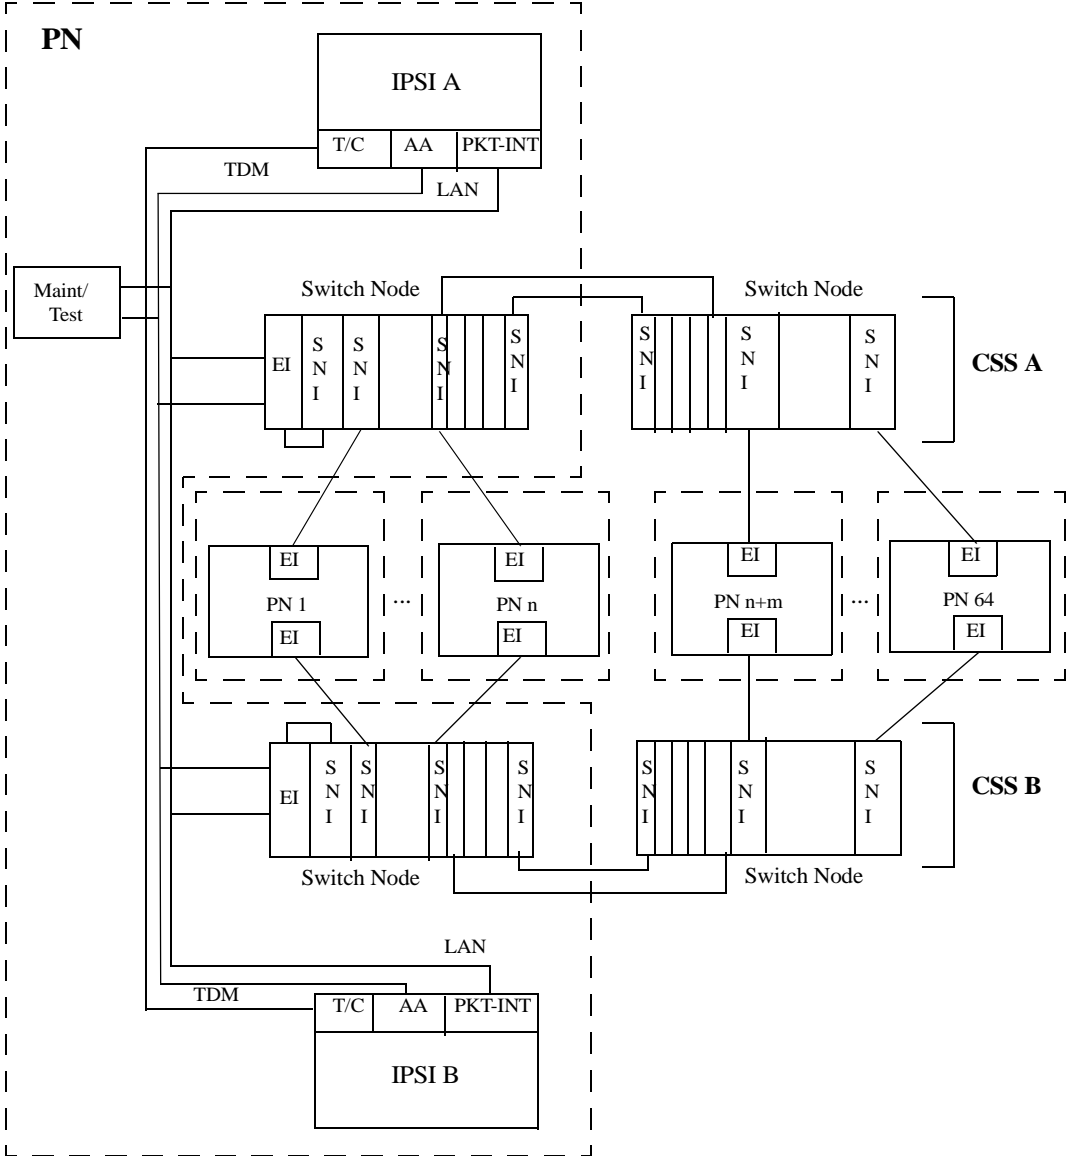 PN
IPSI A
T/C AA PKT-INT
TDM
LAN
Maint/
Test
Switch Node
Switch Node
EI
S
N
I
S
N
I
S
N
I
S
N
I
S
N
I
S
N
I
S
N
I
CSS A
EI
EI
EI
EI
PN 1
...
PN n
PN n+m
...
PN 64
EI
EI
EI
EI
EI
S
N
I
S
N
I
S
N
I
S
N
I
S
N
I
S
N
I
S
N
I
CSS B
Switch Node
Switch Node
LAN
TDM
T/C AA PKT-INT
IPSI B